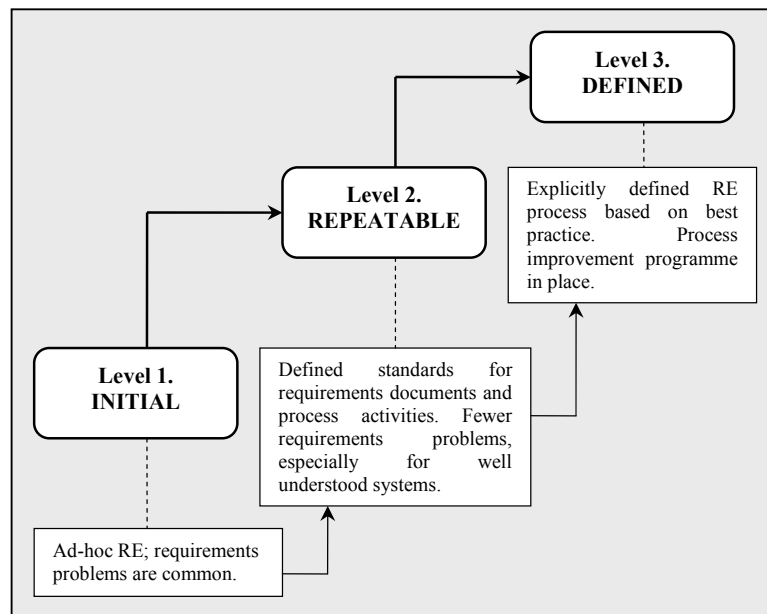 Level 3.
DEFINED
Level 2.
REPEATABLE
Explicitly defined RE
process based on best
practice. Process
improvement programme
in place.
Level 1.
INITIAL
Defined standards for
requirements documents and
process activities. Fewer
requirements problems,
especially for well
understood systems.
Ad-hoc RE; requirements
problems are common.